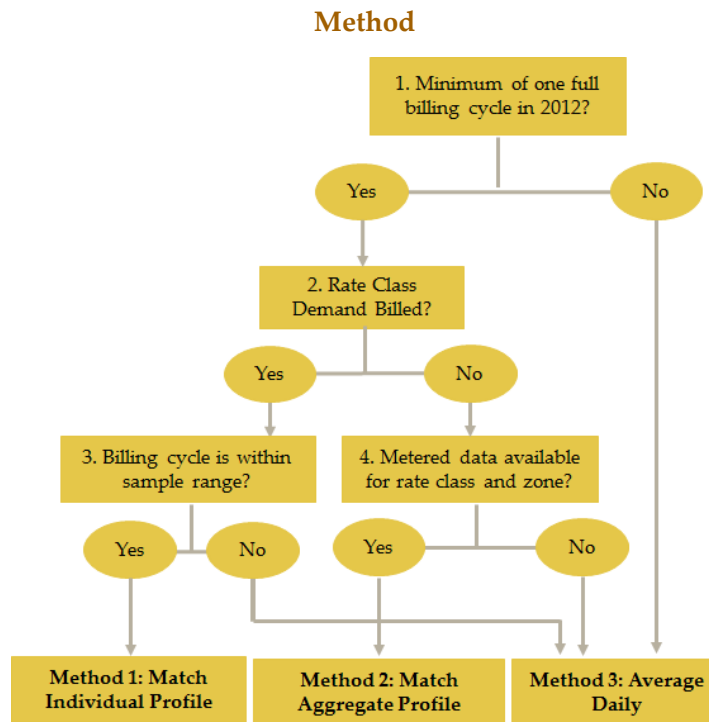 Method
1. Minimum of one full
billing cycle in 2012?
Yes
No
2. Rate Class
Demand Billed?
Yes
No
3. Billing cycle is within
sample range?
4. Metered data available
for rate class and zone?
Yes
No
Yes
No
Method 1: Match
Individual Profile
Method 2: Match
Aggregate Profile
Method 3: Average
Daily